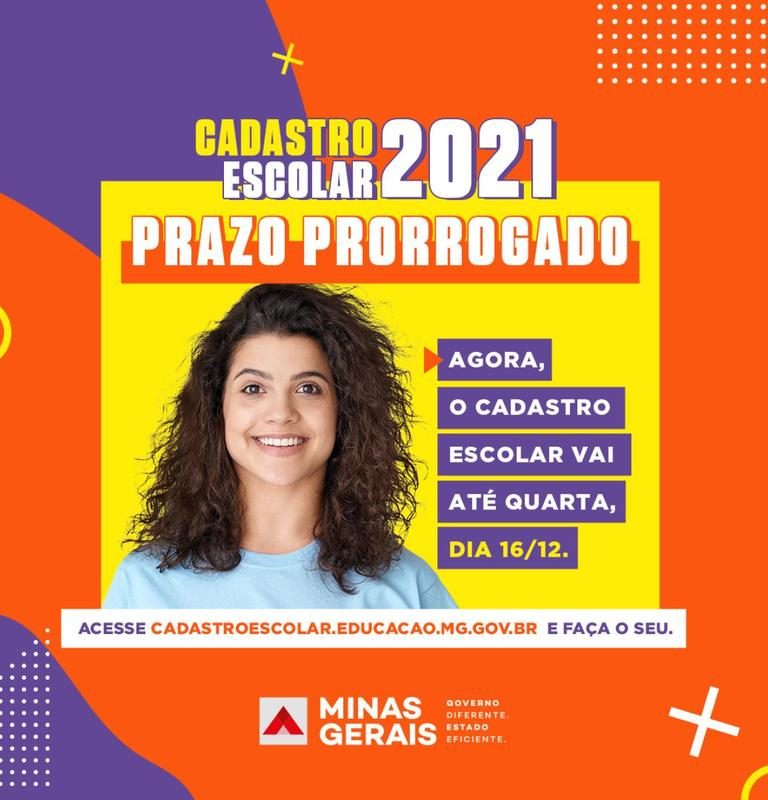 CADASTRO
ESCOLAR 2021
PRAZO PRORROGADO
AGORA,
O CADASTRO
ESCOLAR VAI
ATÉ QUARTA,
DIA 16/12.
ACESSE CADASTROESCOLAR.EDUCACAO.MG.GOV.BR E FAÇA O SEU.
MINAS
GERAIS
GOVERNO
DIFERENTE.
ESTADO
EFICIENTE.